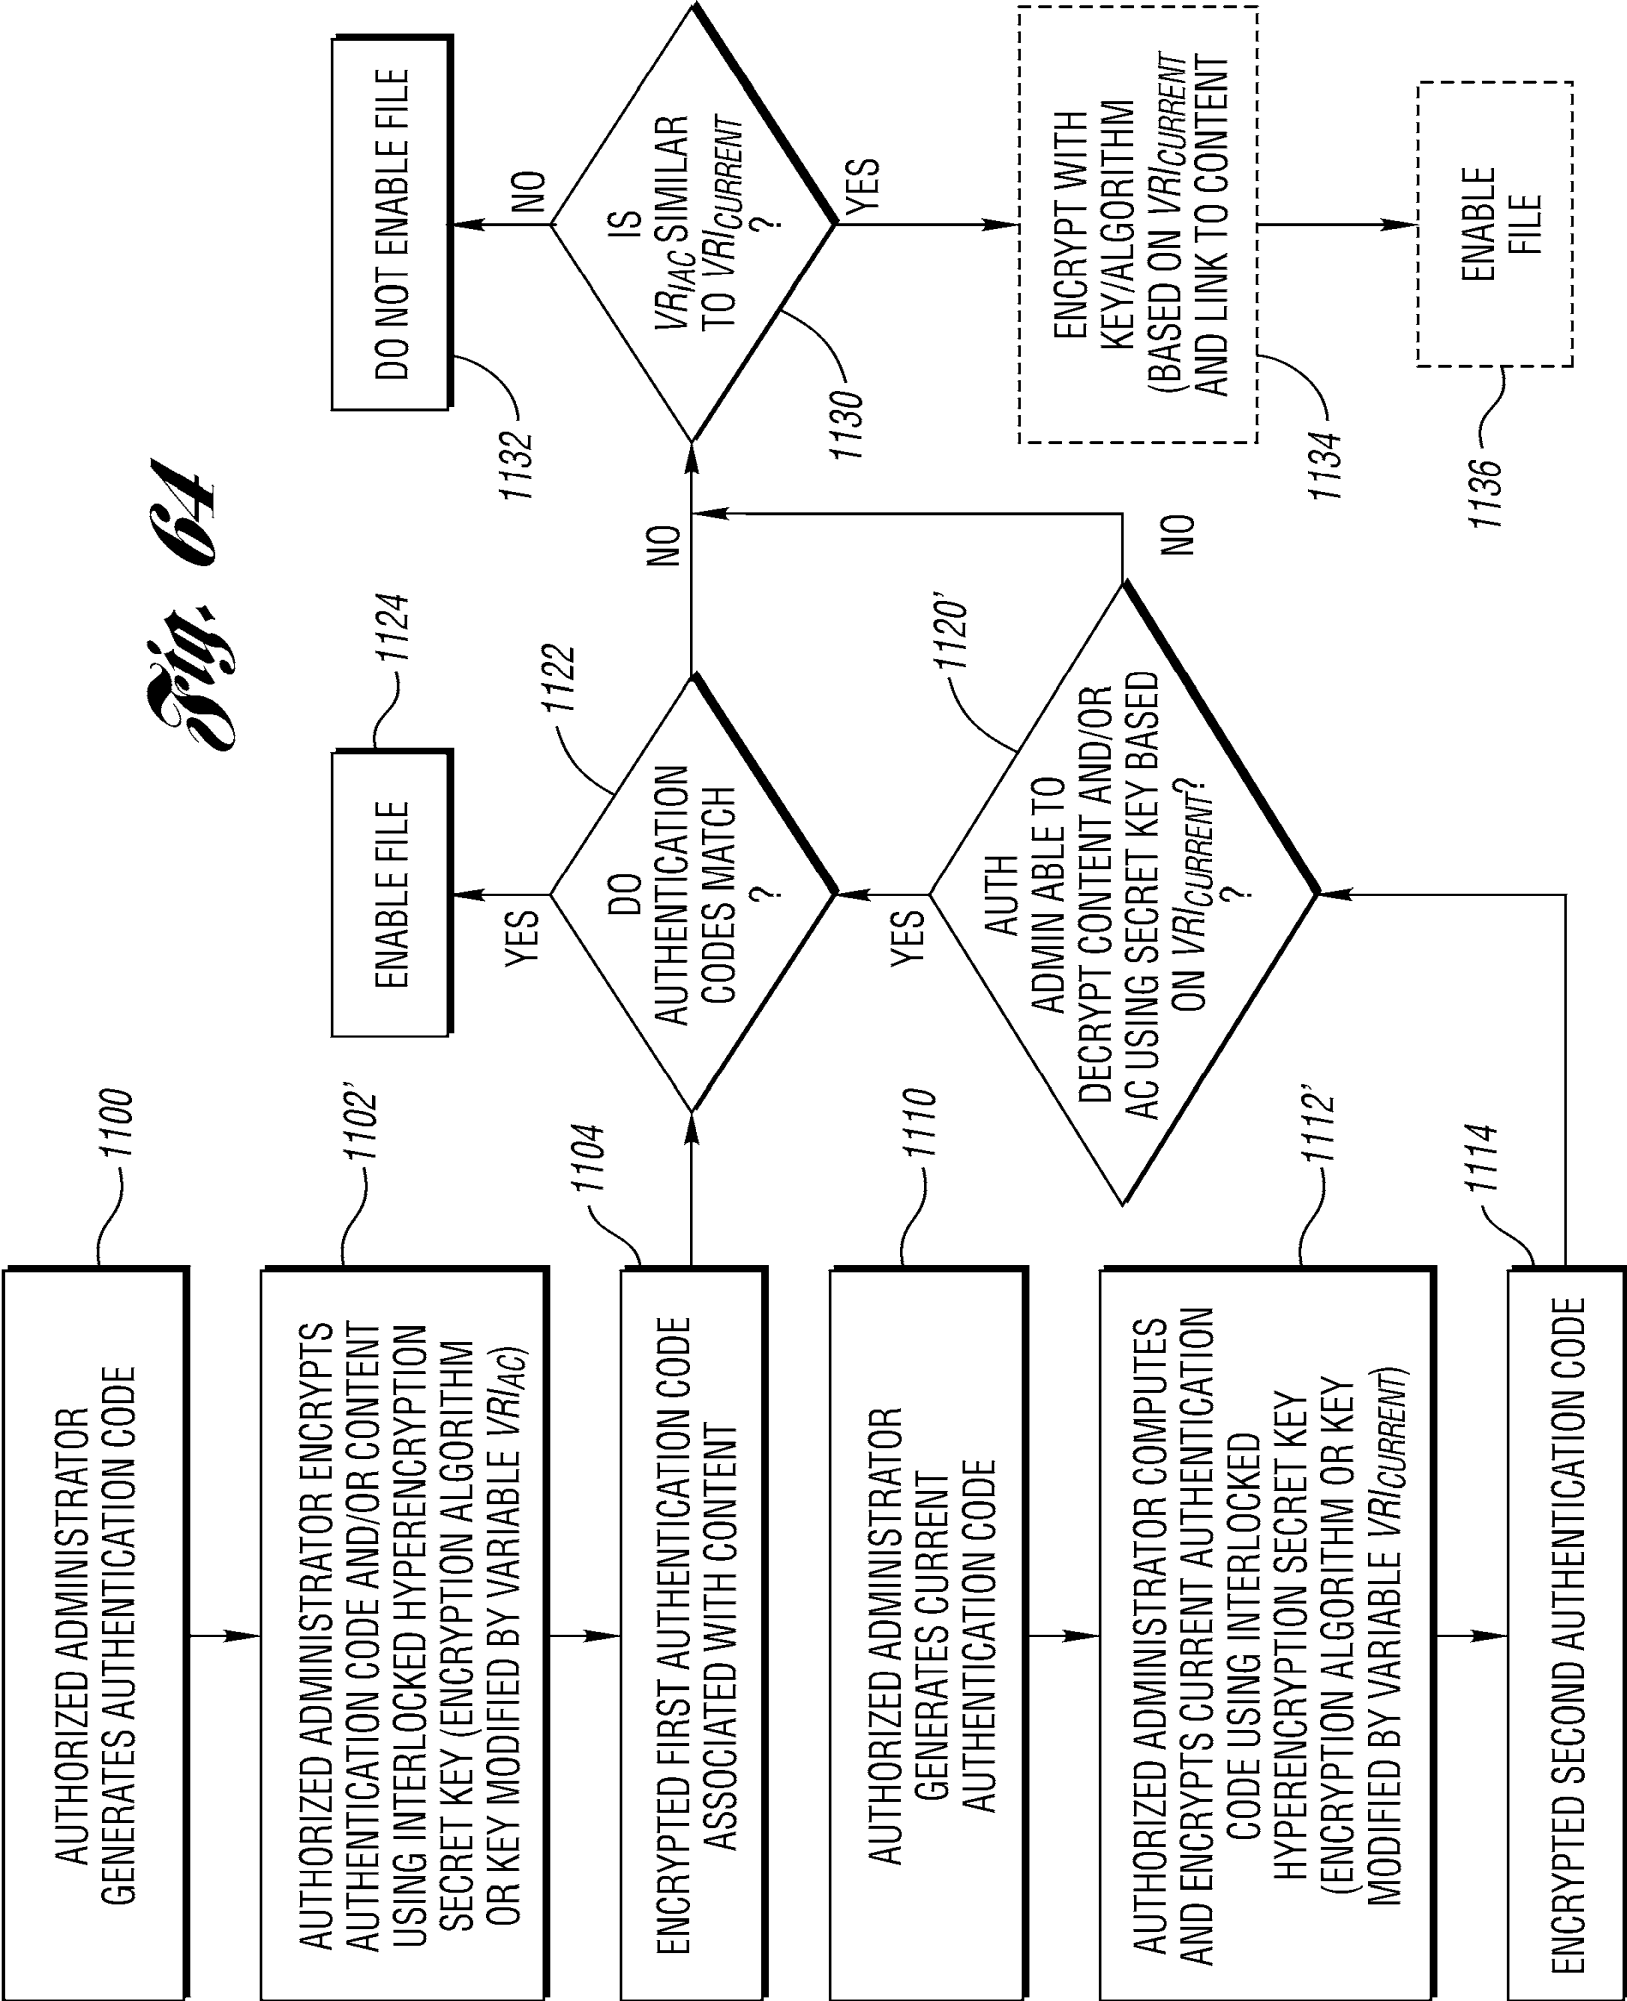 Fig. 64
AUTHORIZED ADMINISTRATOR
GENERATES AUTHENTICATION CODE
1100
AUTHORIZED ADMINISTRATOR ENCRYPTS
AUTHENTICATION CODE AND/OR CONTENT
USING INTERLOCKED HYPERENCRYPTION
SECRET KEY (ENCRYPTION ALGORITHM
OR KEY MODIFIED BY VARIABLE VRIAC)
1102’
ENCRYPTED FIRST AUTHENTICATION CODE
ASSOCIATED WITH CONTENT
1104
AUTHORIZED ADMINISTRATOR
GENERATES CURRENT
AUTHENTICATION CODE
1110
AUTHORIZED ADMINISTRATOR COMPUTES
AND ENCRYPTS CURRENT AUTHENTICATION
CODE USING INTERLOCKED
HYPERENCRYPTION SECRET KEY
(ENCRYPTION ALGORITHM OR KEY
MODIFIED BY VARIABLE VRICURRENT)
1112’
ENCRYPTED SECOND AUTHENTICATION CODE
1114
ENABLE FILE
1124
YES
DO
AUTHENTICATION
CODES MATCH
?
1122
NO
YES
AUTH
ADMIN ABLE TO
DECRYPT CONTENT AND/OR
AC USING SECRET KEY BASED
ON VRICURRENT?
?
1120’
NO
DO NOT ENABLE FILE
1132
NO
IS
VRIAC SIMILAR
TO VRICURRENT
?
1130
YES
ENCRYPT WITH
KEY/ALGORITHM
(BASED ON VRICURRENT
AND LINK TO CONTENT
1134
ENABLE
FILE
1136